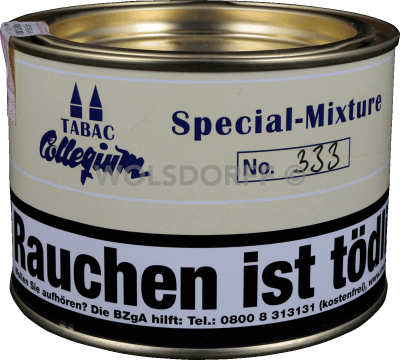 TABAC
Collegium
Special-Mixture
No. 333
WOLSDORFF ©
Rauchen ist tödl
Wollen Sie aufhören? Die BZgA hilft: Tel.: 0800 8 313131 (kostenfrei),